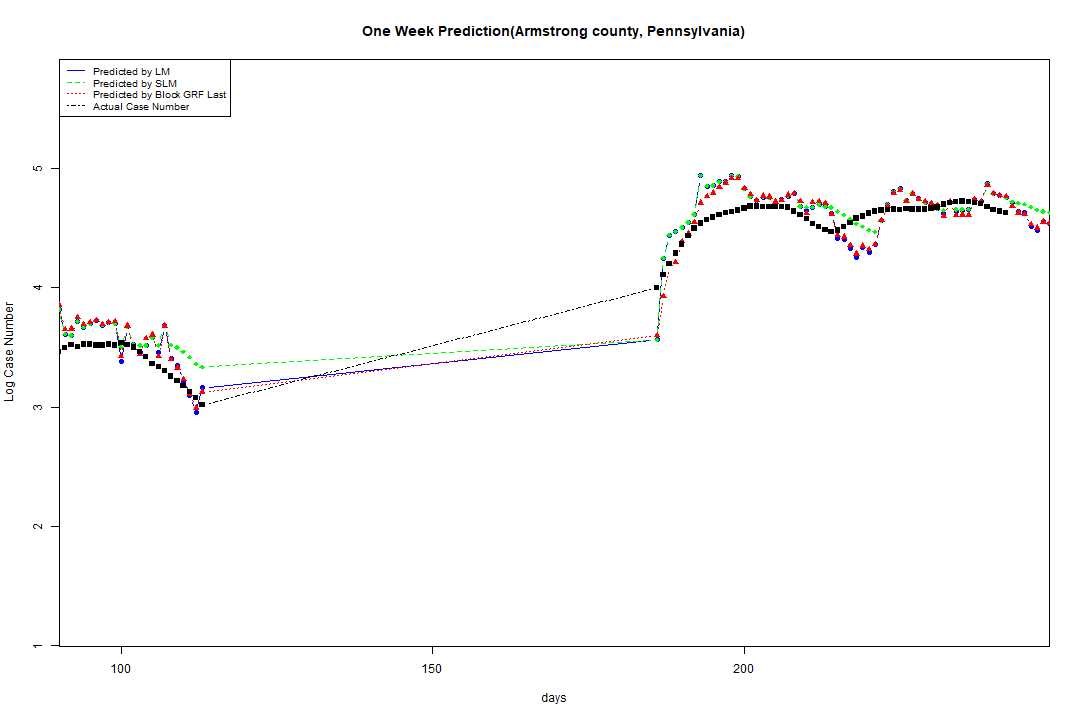 One Week Prediction(Armstrong county, Pennsylvania)
Predicted by LM
Predicted by SLM
Predicted by Block GRF Last
Actual Case Number
Log Case Number
5
4
3
2
1
100 150 200
days